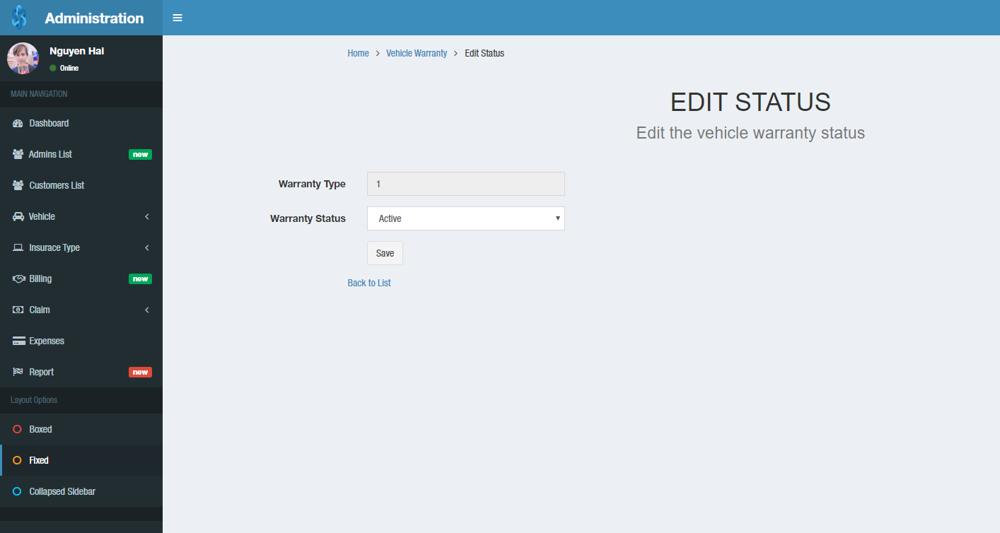 Administration
Nguyen Hal
Online
MAIN NAVIGATION
Dashboard
Admins List new
Customers List
Vehicle
Insurace Type
Billing new
Claim
Expenses
Report new
Layout Options
Boxed
Fixed
Collapsed Sidebar
Home > Vehicle Warranty > Edit Status
EDIT STATUS
Edit the vehicle warranty status
Warranty Type 1
Warranty Status Active
Save
Back to List